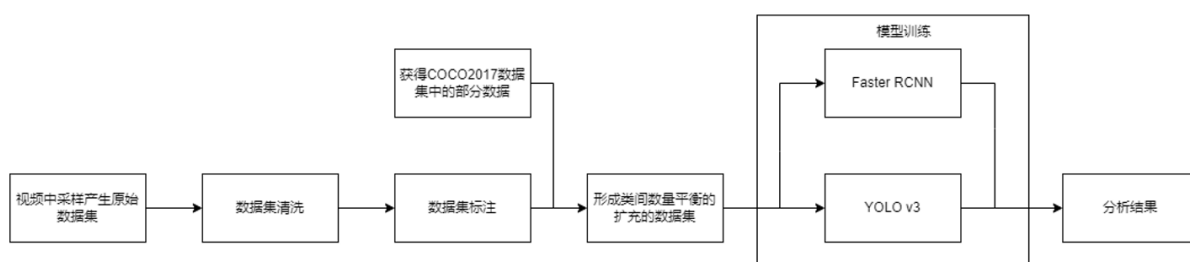 模型训练
获得COCO2017数据
集中的部分数据
Faster RCNN
视频中采样产生原始
数据集
数据集清洗
数据集标注
形成类间数量平衡的
扩充的数据集
YOLO v3
分析结果